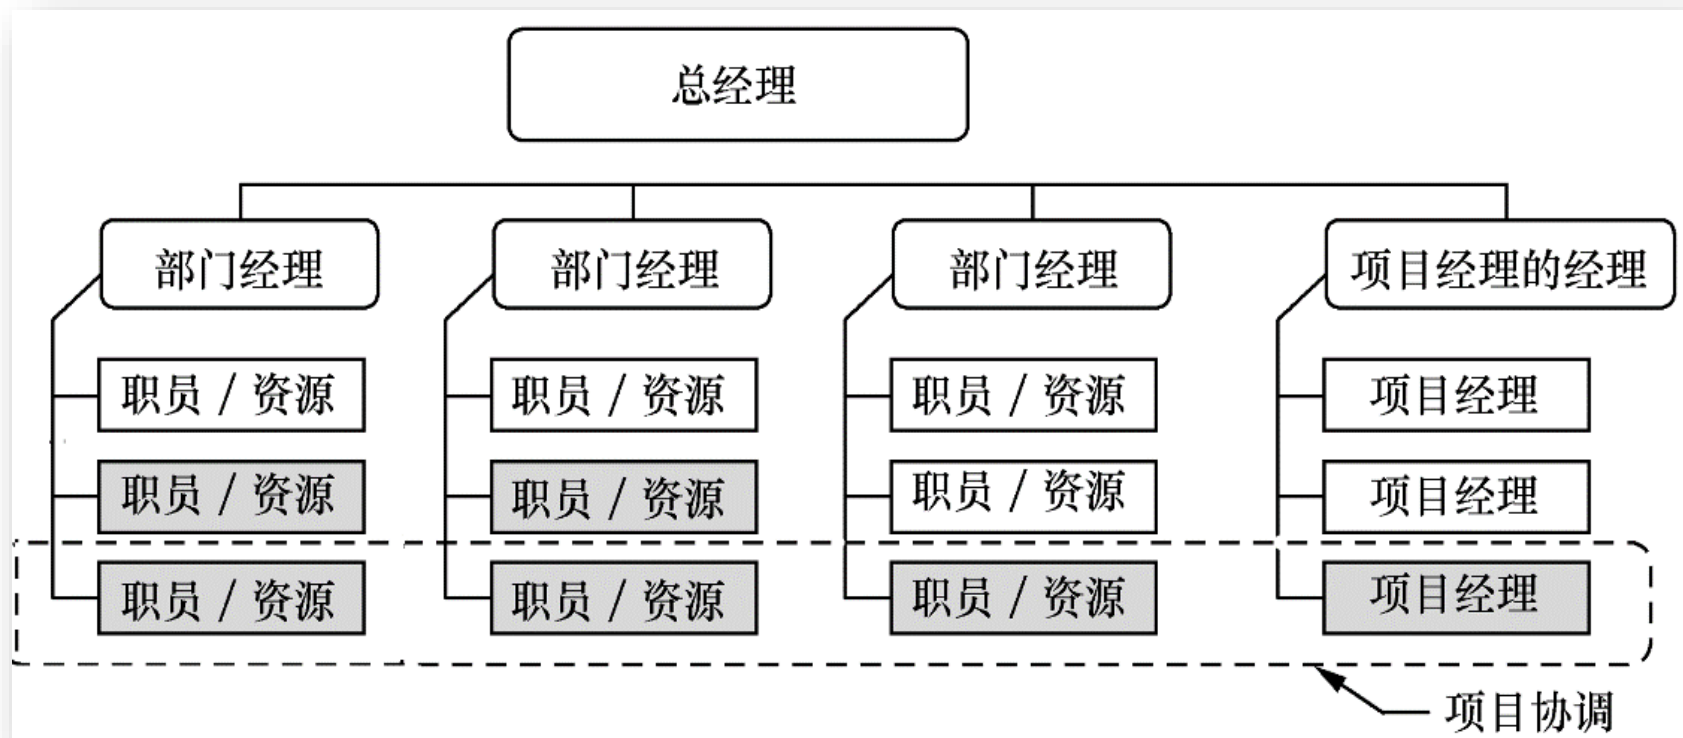 总经理
部门经理 部门经理 部门经理 项目经理的经理
职员 / 资源 职员 / 资源 职员 / 资源 项目经理
职员 / 资源 职员 / 资源 职员 / 资源 项目经理
职员 / 资源 职员 / 资源 职员 / 资源 项目经理
项目协调